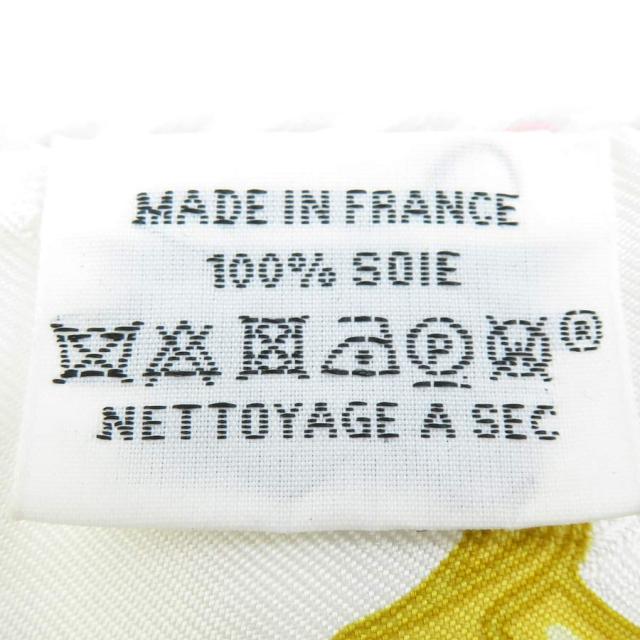 MADE IN FRANCE
100% SOIE
®
NETTOYAGE A SEC